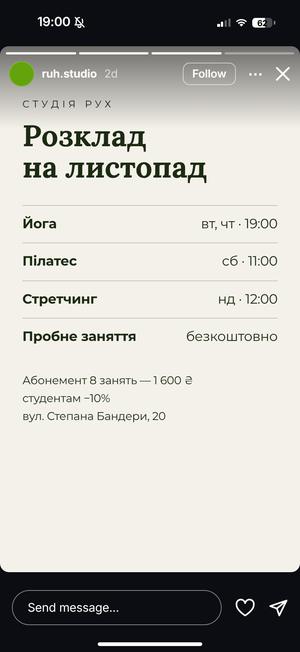 19:00
62
ruh.studio 2d
Follow
СТУДІЯ РУХ
Розклад
на листопад
Йога вт, чт · 19:00
Пілатес сб · 11:00
Стретчинг нд · 12:00
Пробне заняття безкоштовно
Абонемент 8 занять — 1 600 ₴
студентам −10%
вул. Степана Бандери, 20
Send message...